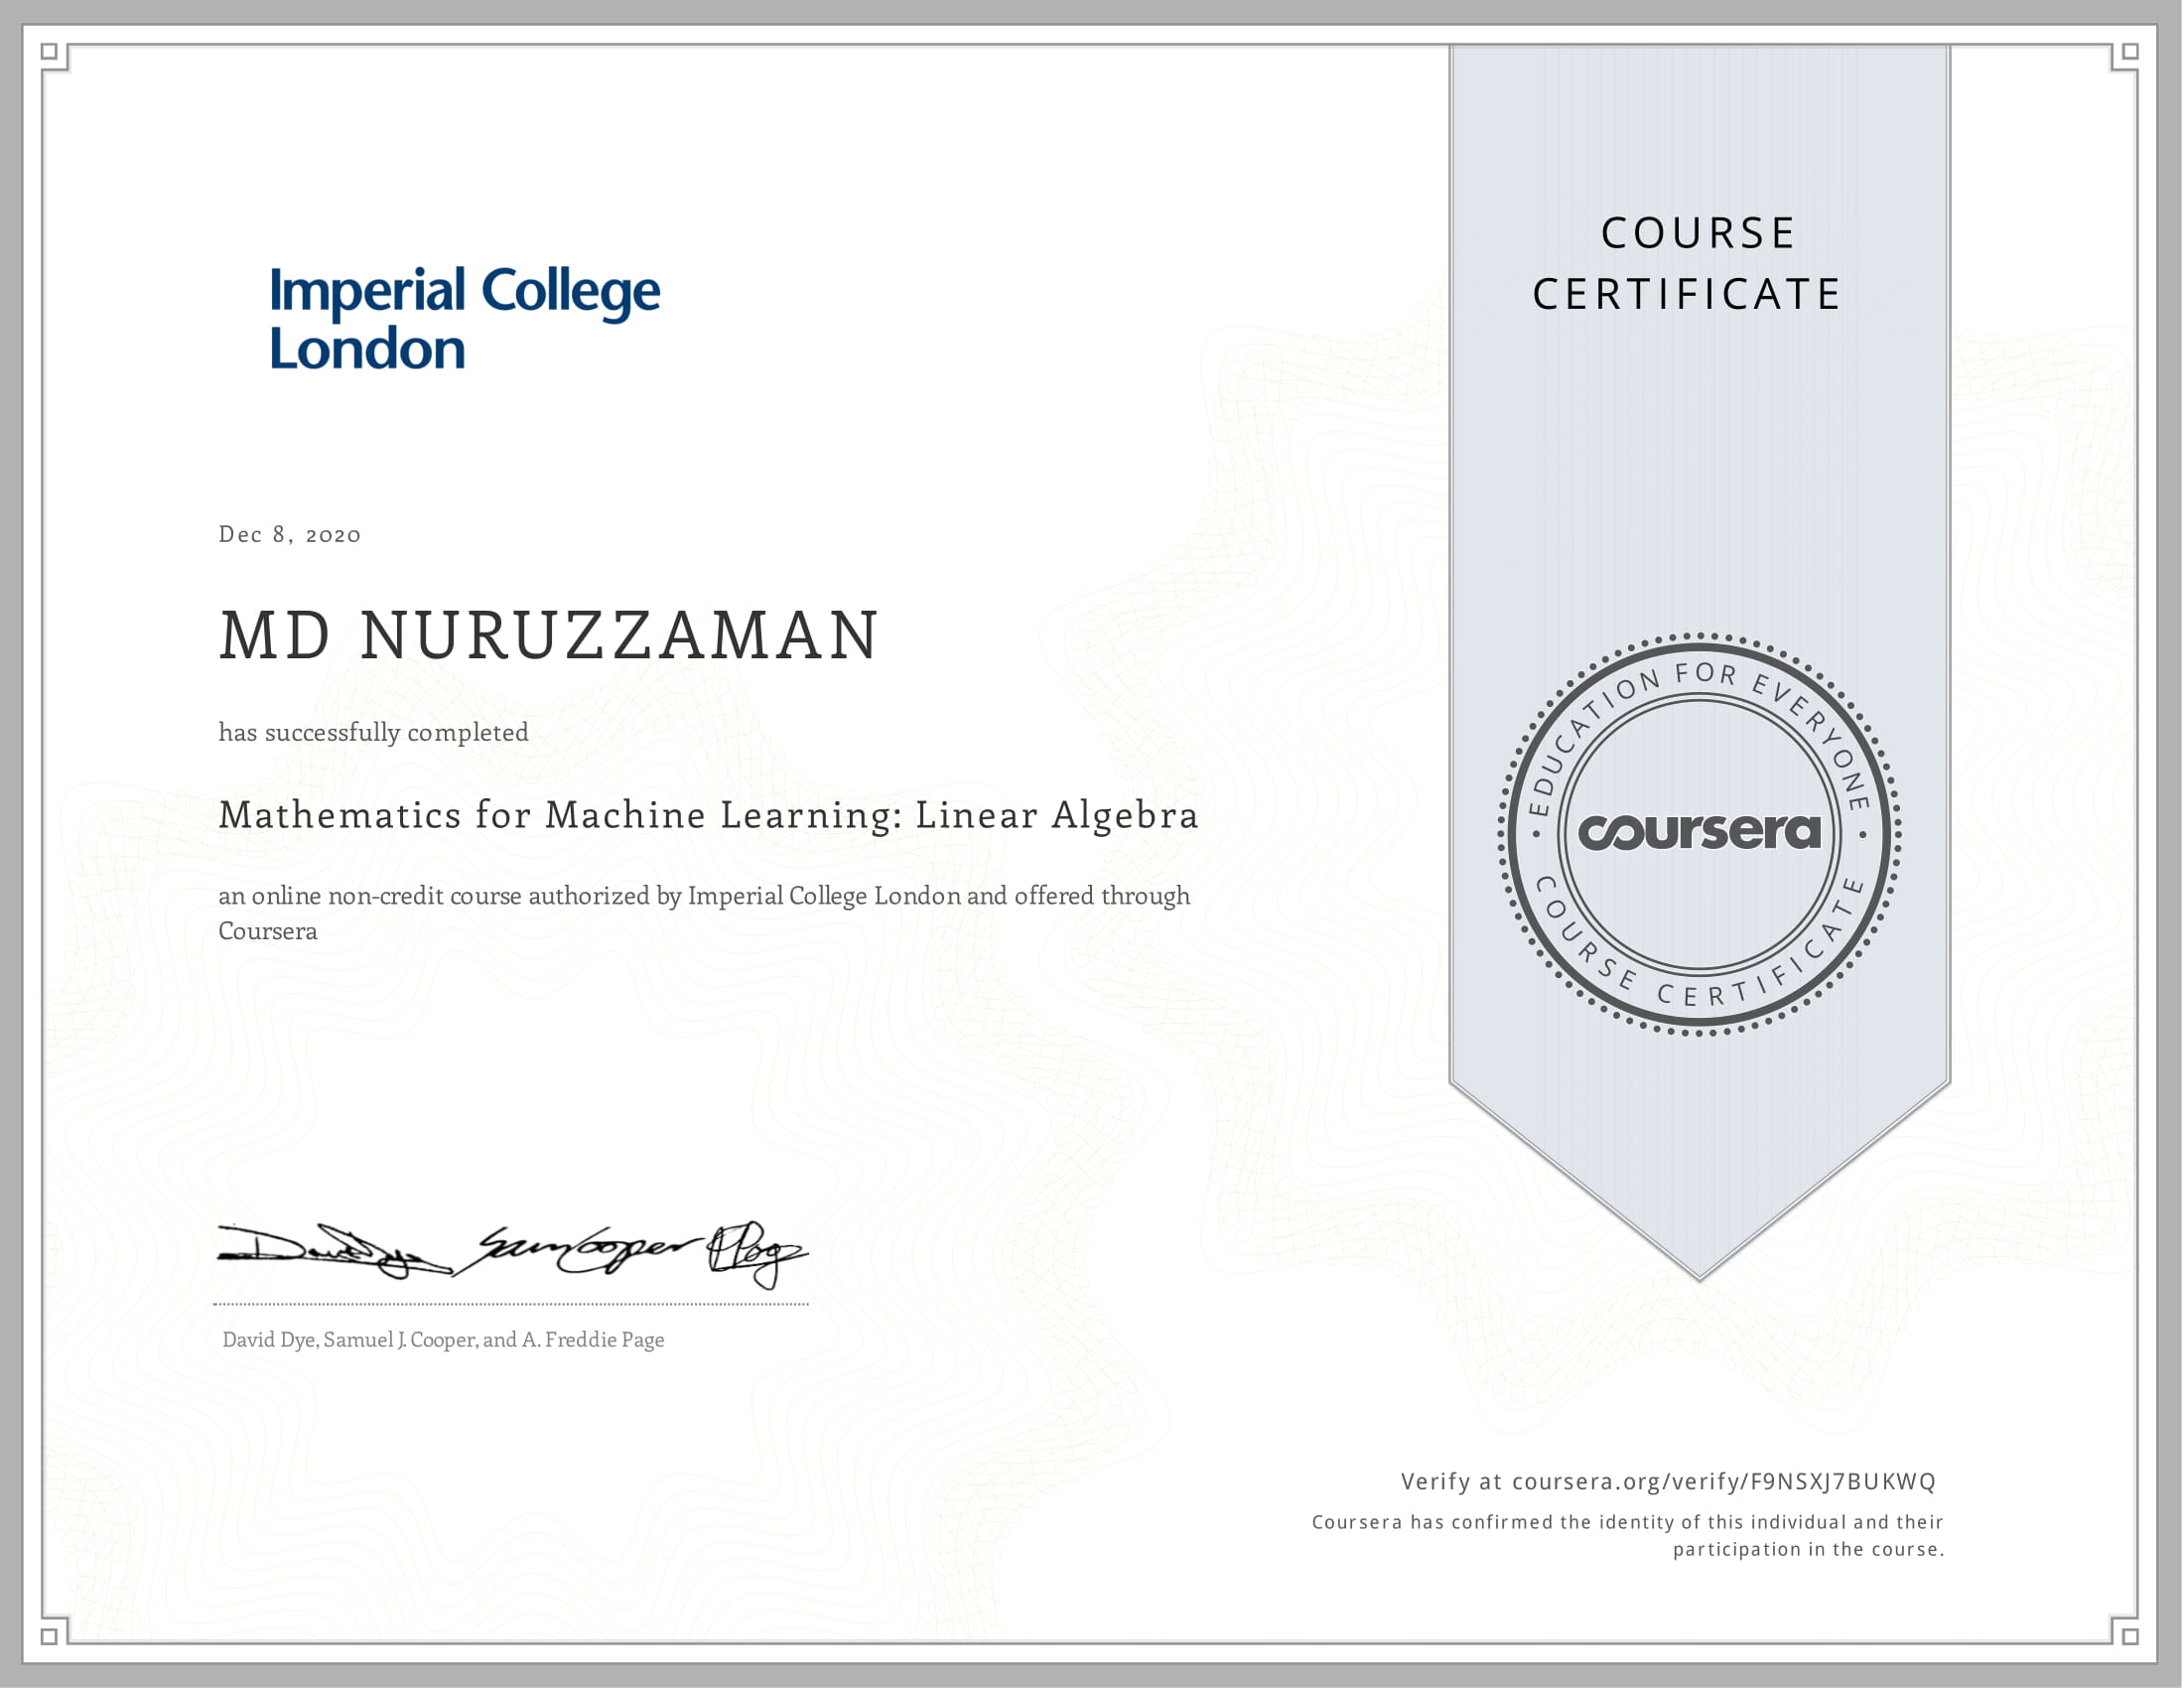 Imperial College
London
COURSE
CERTIFICATE
Dec 8, 2020
MD NURUZZAMAN
has successfully completed
Mathematics for Machine Learning: Linear Algebra
an online non-credit course authorized by Imperial College London and offered through
Coursera
EDUCATION FOR EVERYONE
coursera
COURSE CERTIFICATE
David Dye, Samuel J. Cooper, and A. Freddie Page
Verify at coursera.org/verify/F9NSXJ7BUKWQ
Coursera has confirmed the identity of this individual and their
participation in the course.